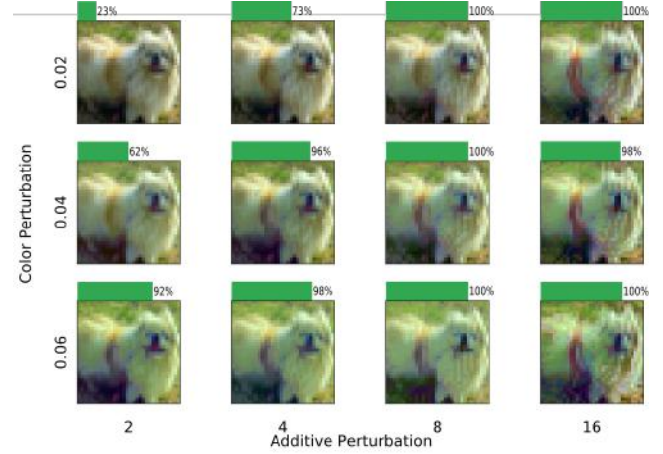 23% 73% 100% 100%
0.02
62% 96% 100% 98%
0.04
Color Perturbation
92% 98% 100% 100%
0.06
2 4 8 16
Additive Perturbation